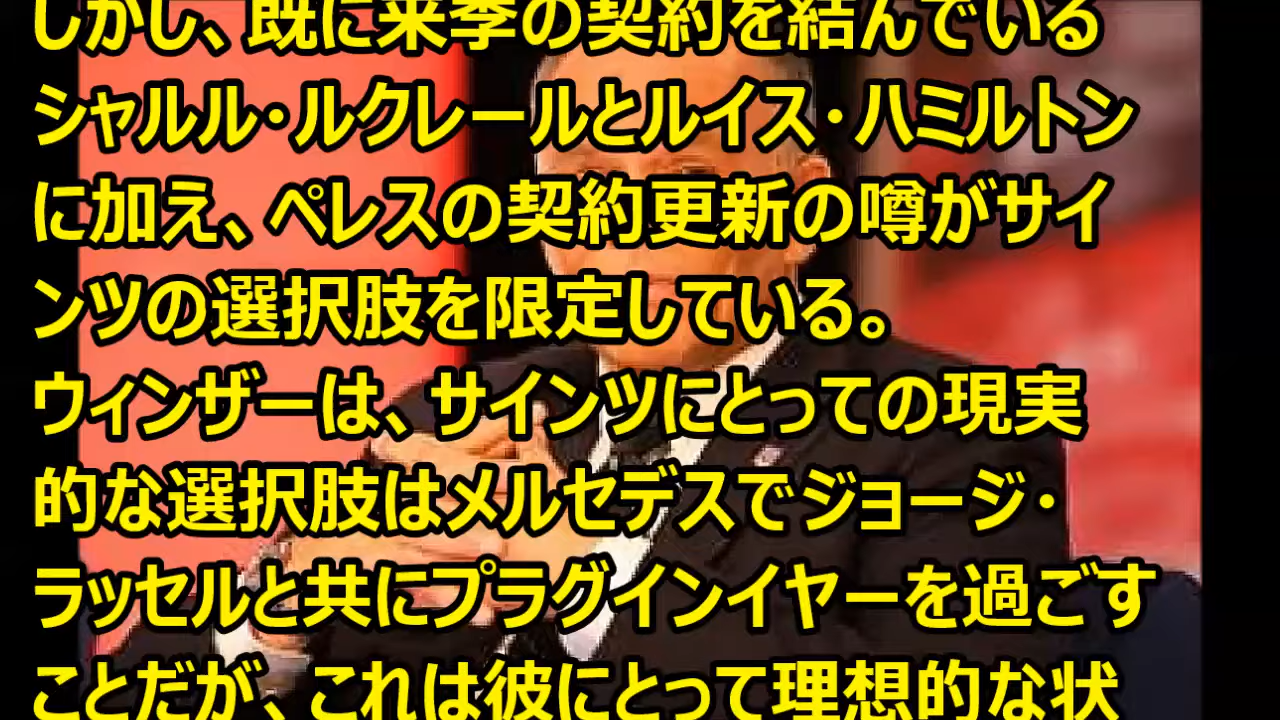 しかし、既に来季の契約を結んでいる
シャルル・ルクレールとルイス・ハミルトン
に加え、ペレスの契約更新の噂がサイ
ンツの選択肢を限定している。
ウィンザーは、サインツにとっての現実
的な選択肢はメルセデスでジョージ・
ラッセルと共にプラグインイヤーを過ごす
ことだが、これは彼にとって理想的な状